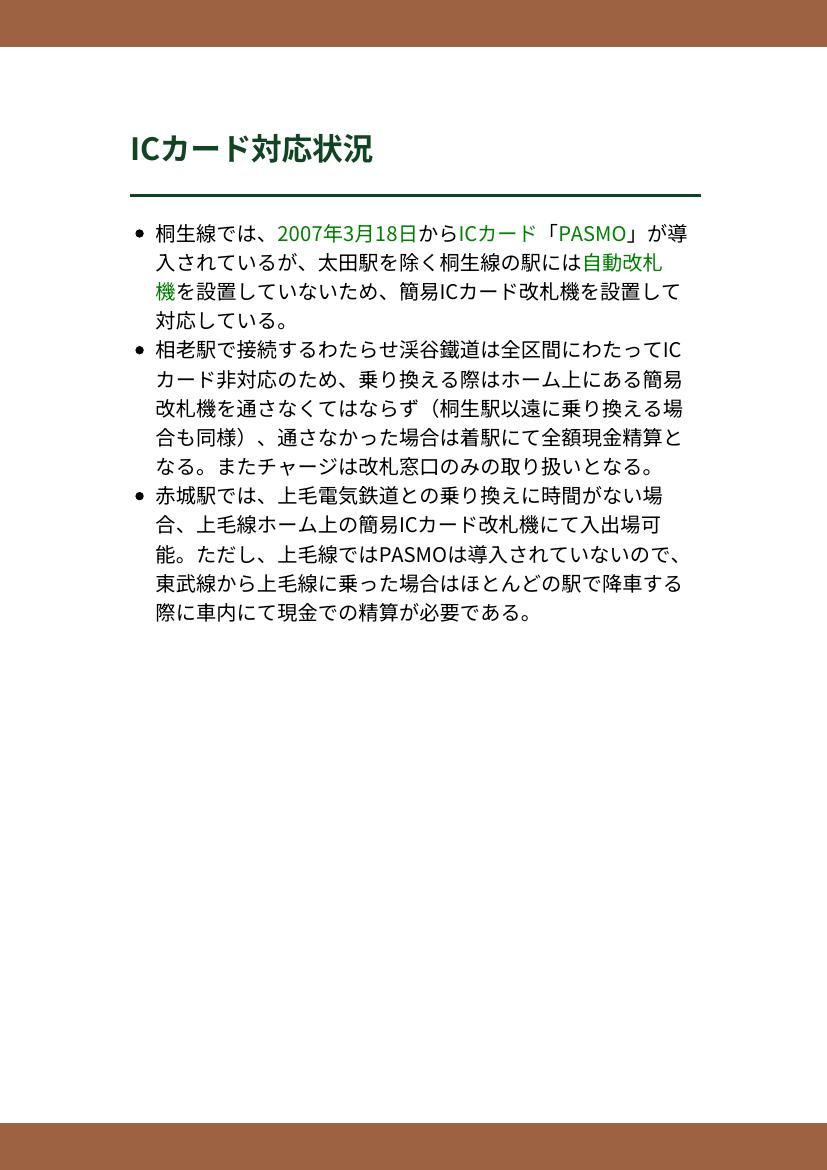 ICカード対応状況
桐生線では、2007年3月18日からICカード「PASMO」が導
入されているが、太田駅を除く桐生線の駅には自動改札
機を設置していないため、簡易ICカード改札機を設置して
対応している。
相老駅で接続するわたらせ渓谷鐵道は全区間にわたってIC
カード非対応のため、乗り換える際はホーム上にある簡易
改札機を通さなくてはならず（桐生駅以遠に乗り換える場
合も同様）、通さなかった場合は着駅にて全額現金精算と
なる。またチャージは改札窓口のみの取り扱いとなる。
赤城駅では、上毛電気鉄道との乗り換えに時間がない場
合、上毛線ホーム上の簡易ICカード改札機にて入出場可
能。ただし、上毛線ではPASMOは導入されていないので、
東武線から上毛線に乗った場合はほとんどの駅で降車する
際に車内にて現金での精算が必要である。